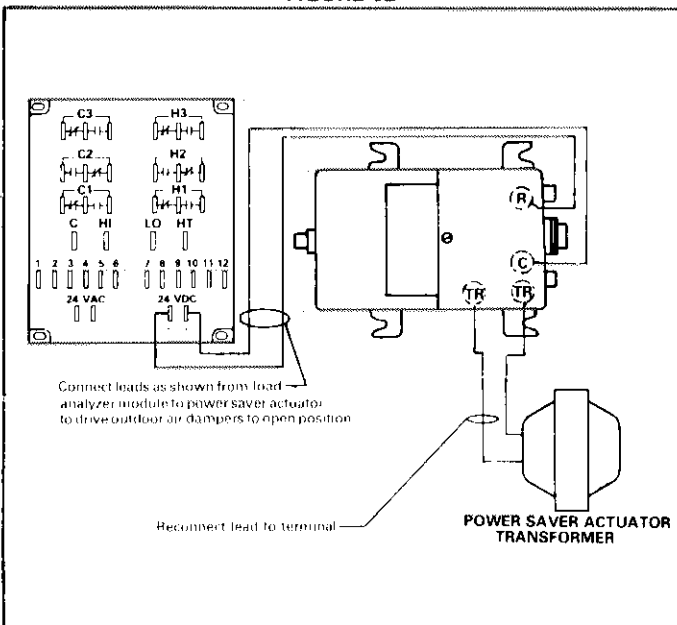 C3 H3
C2 H2
C1 H1
C HI LO HT
1 2 3 4 5 6 7 8 9 10 11 12
24 VAC 24 VDC
R
C
TR TR
Connect leads as shown from load
analyzer module to power saver actuator
to drive outdoor air dampers to open position
Reconnect lead to terminal
POWER SAVER ACTUATOR
TRANSFORMER